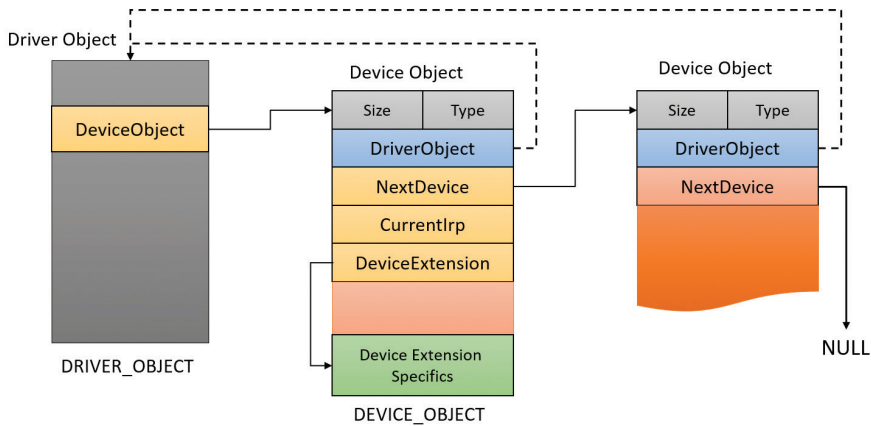 Driver Object
DeviceObject
DRIVER_OBJECT
Device Object
Size Type
DriverObject
NextDevice
CurrentIrp
DeviceExtension
Device Extension
Specifics
DEVICE_OBJECT
Device Object
Size Type
DriverObject
NextDevice
NULL